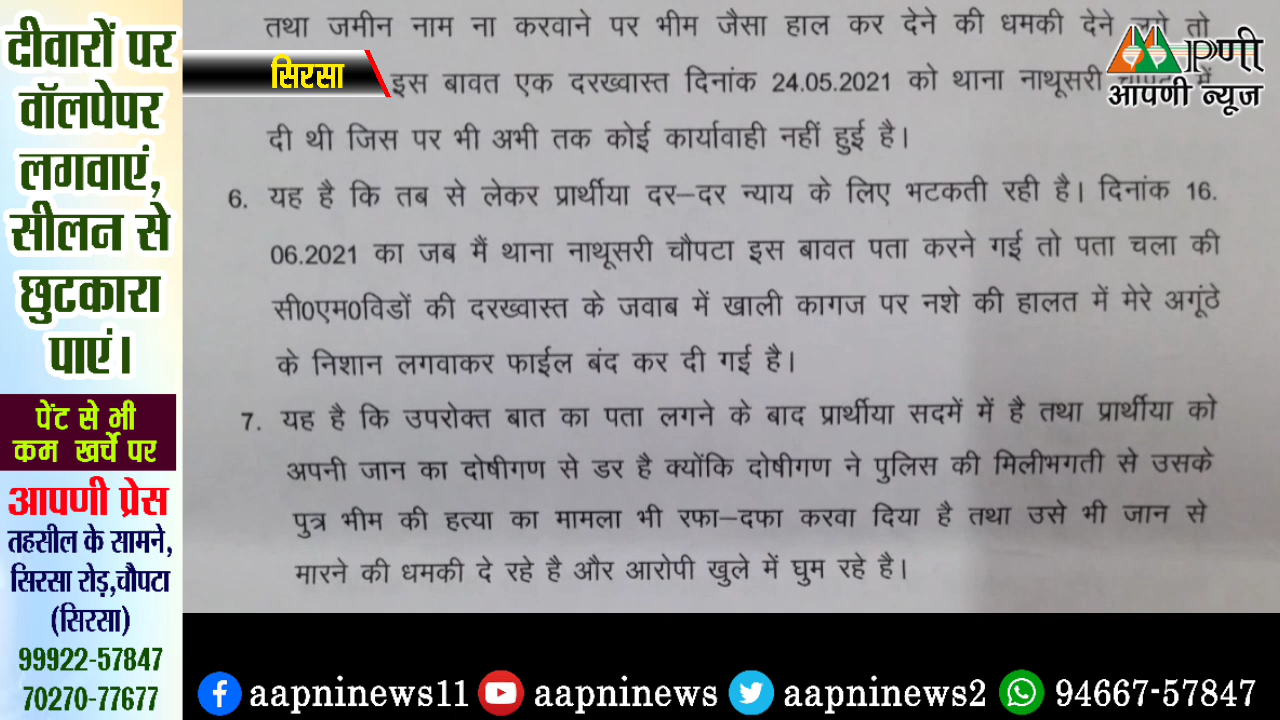 दीवारों पर
वॉलपेपर
लगवाएं,
सीलन से
छुटकारा
पाएं।
पेंट से भी
कम खर्चे पर
आपणी प्रेस
तहसील के सामने,
सिरसा रोड़,चौपटा
(सिरसा)
99922-57847
70270-77677
सिरसा
pणी
आपणी न्यूज
तथा जमीन नाम ना करवाने पर भीम जैसा हाल कर देने की धमकी देने लगे तो
इस बावत एक दरख्वास्त दिनांक 24.05.2021 को थाना नाथूसरी में
दी थी जिस पर भी अभी तक कोई कार्यावाही नहीं हुई है।
6. यह है कि तब से लेकर प्रार्थीया दर–दर न्याय के लिए भटकती रही है। दिनांक 16.
06.2021 का जब मैं थाना नाथूसरी चौपटा इस बावत पता करने गई तो पता चला की
सी0एम0विडों की दरख्वास्त के जवाब में खाली कागज पर नशे की हालत में मेरे अगूंठे
के निशान लगवाकर फाईल बंद कर दी गई है।
7. यह है कि उपरोक्त बात का पता लगने के बाद प्रार्थीया सदमें में है तथा प्रार्थीया को
अपनी जान का दोषीगण से डर है क्योंकि दोषीगण ने पुलिस की मिलीभगती से उसके
पुत्र भीम की हत्या का मामला भी रफा–दफा करवा दिया है तथा उसे भी जान से
मारने की धमकी दे रहे है और आरोपी खुले में घुम रहे है।
aapninews11 aapninews aapninews2 94667-57847